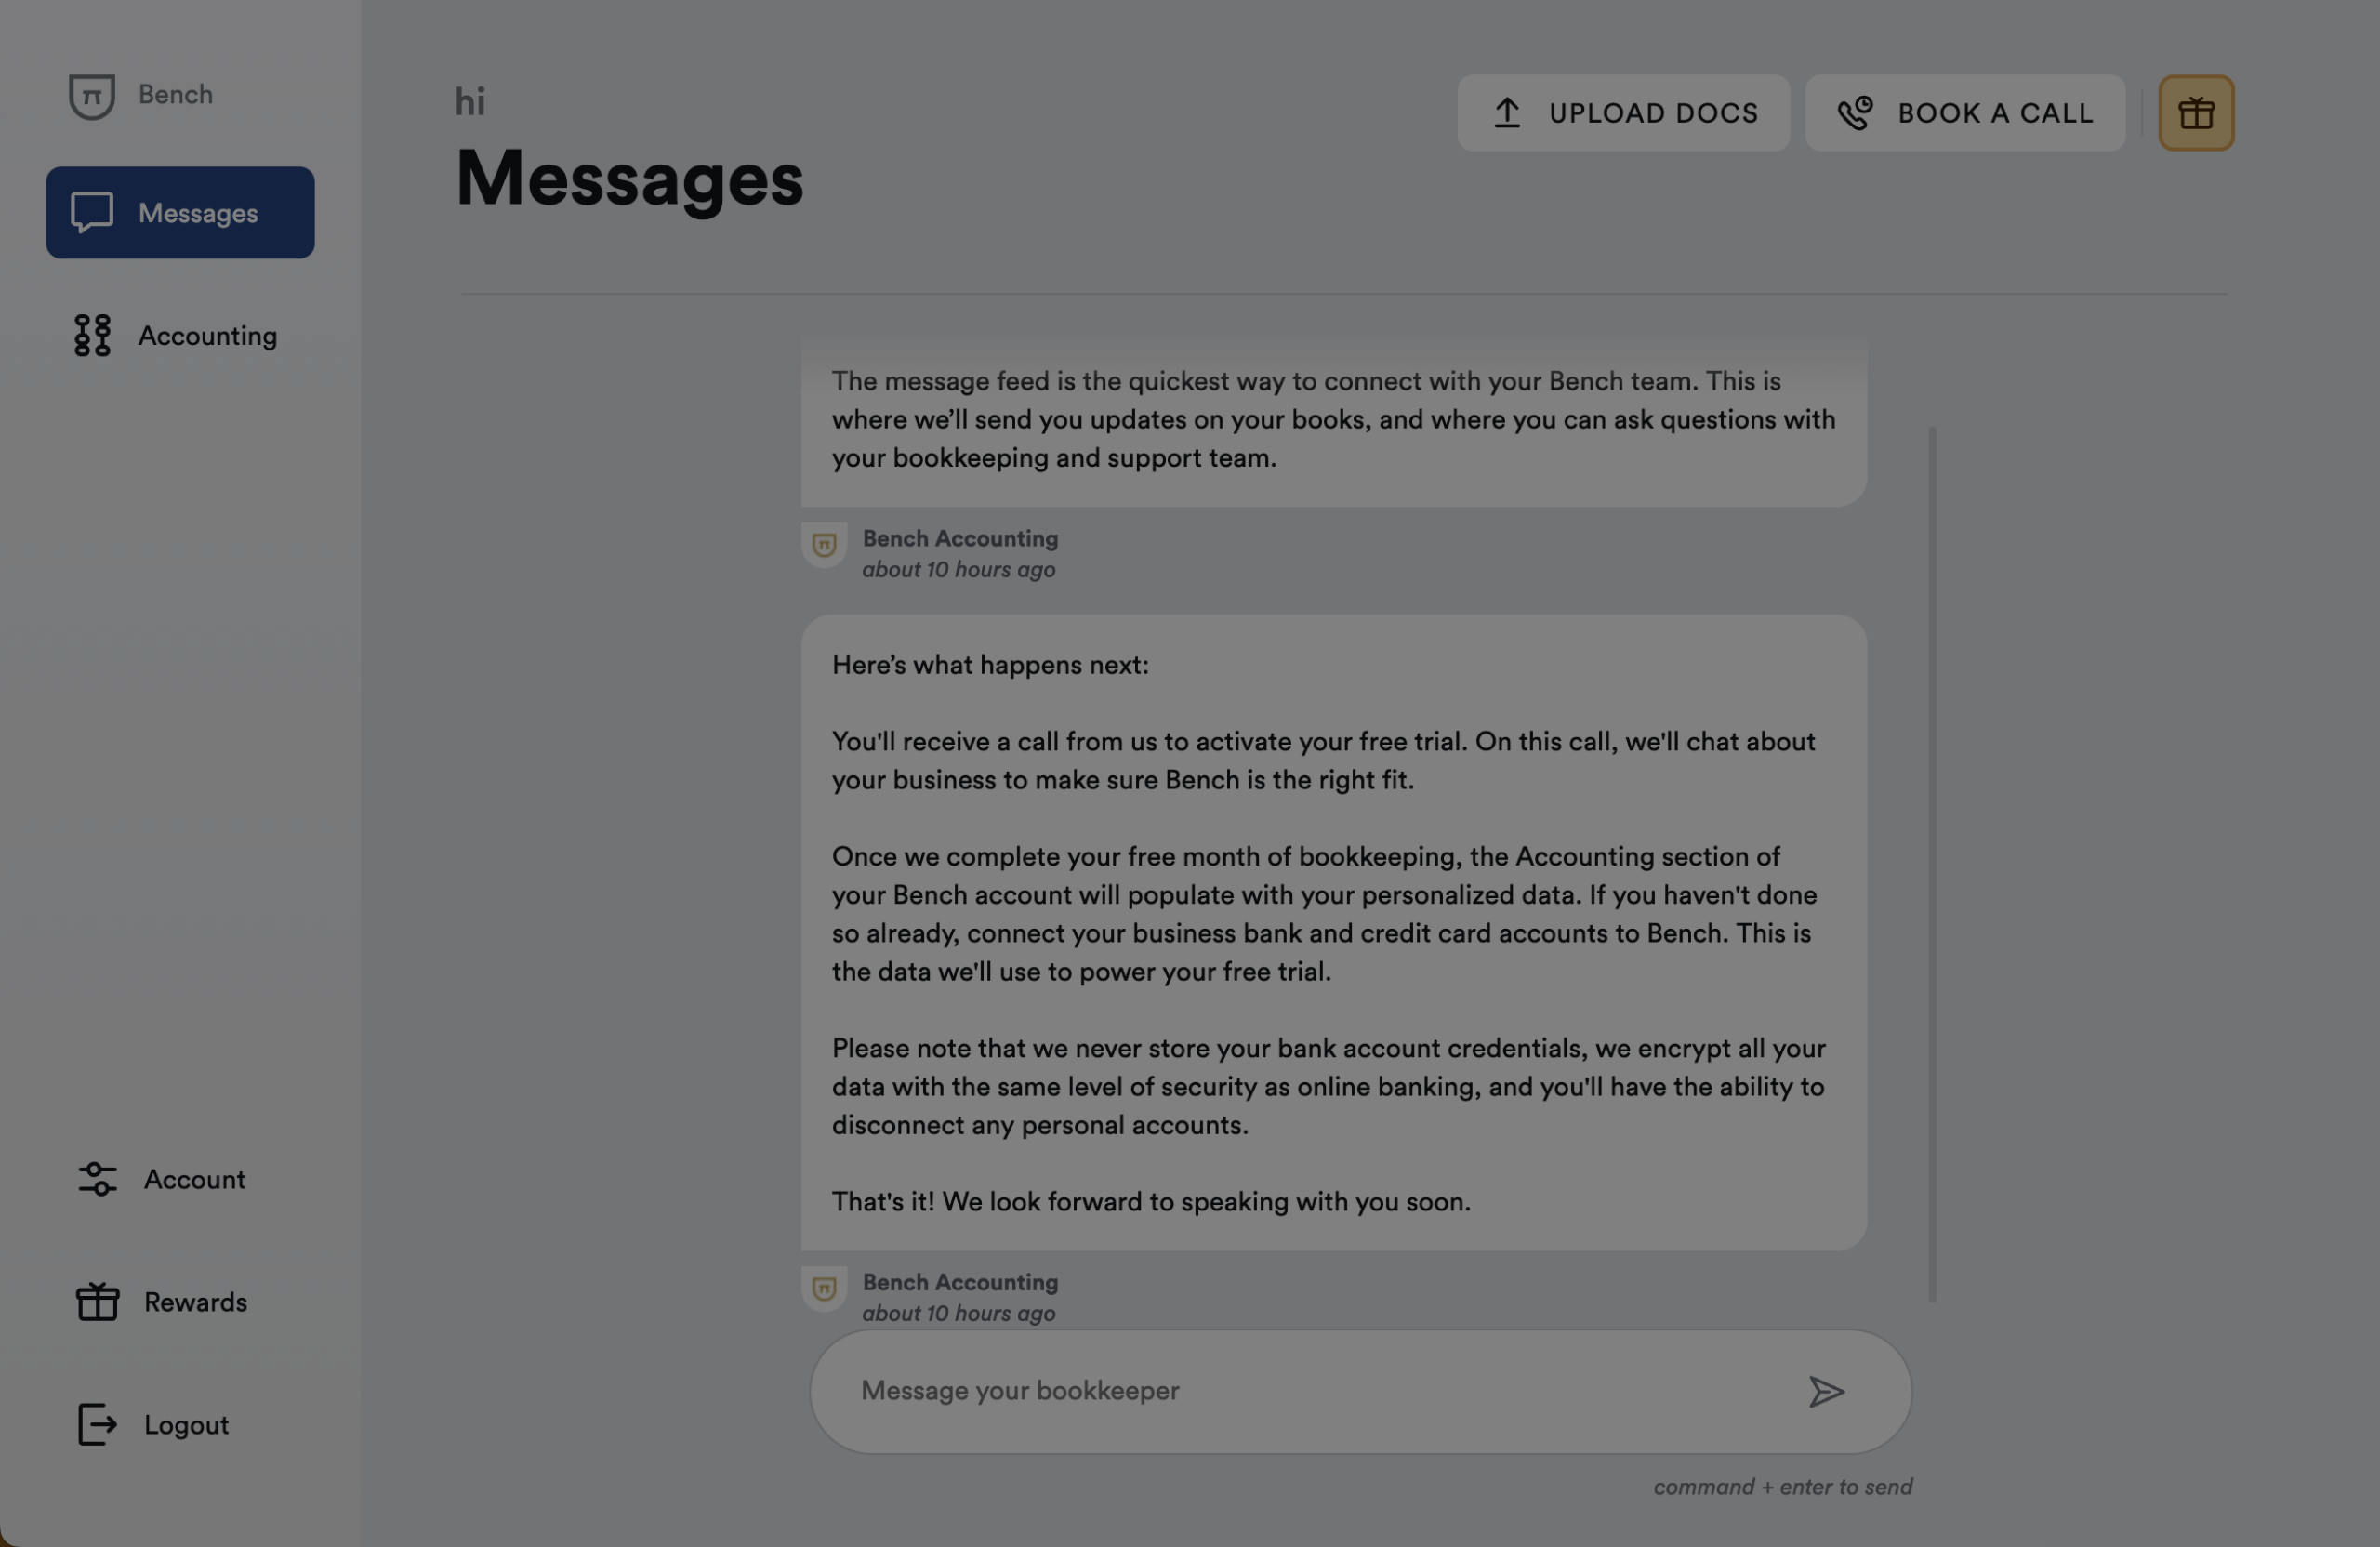 Bench
Messages
Accounting
Account
Rewards
Logout
hi
Messages
UPLOAD DOCS
BOOK A CALL
The message feed is the quickest way to connect with your Bench team. This is
where we’ll send you updates on your books, and where you can ask questions with
your bookkeeping and support team.
Bench Accounting
about 10 hours ago
Here’s what happens next:
You'll receive a call from us to activate your free trial. On this call, we'll chat about
your business to make sure Bench is the right fit.
Once we complete your free month of bookkeeping, the Accounting section of
your Bench account will populate with your personalized data. If you haven't done
so already, connect your business bank and credit card accounts to Bench. This is
the data we'll use to power your free trial.
Please note that we never store your bank account credentials, we encrypt all your
data with the same level of security as online banking, and you'll have the ability to
disconnect any personal accounts.
That's it! We look forward to speaking with you soon.
Bench Accounting
about 10 hours ago
Message your bookkeeper
command + enter to send